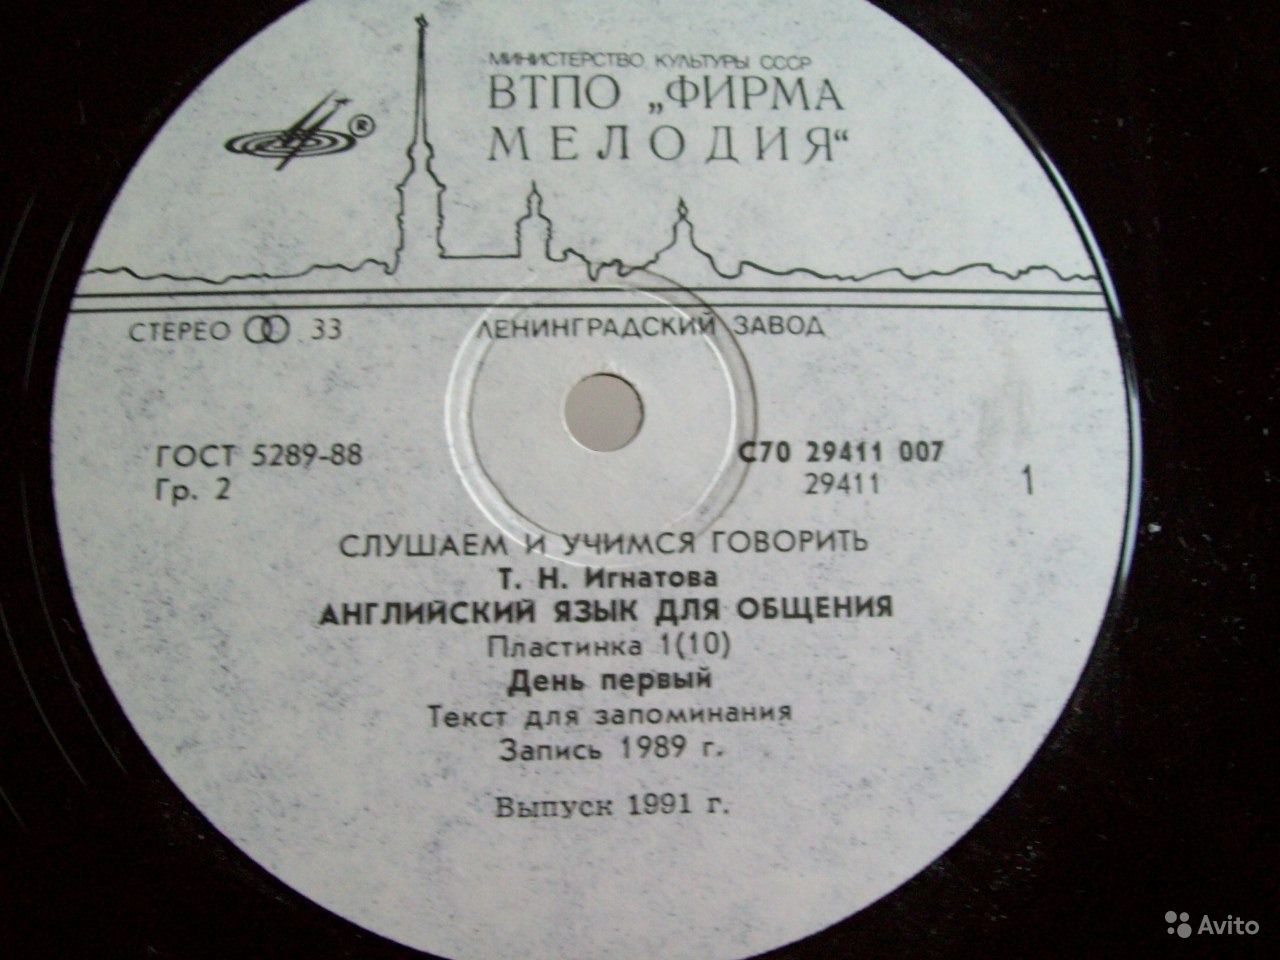 МИНИСТЕРСТВО КУЛЬТУРЫ СССР
ВТПО „ФИРМА
МЕЛОДИЯ“
®
СТЕРЕО 33
ЛЕНИНГРАДСКИЙ ЗАВОД
ГОСТ 5289-88
Гр. 2
С70 29411 007
29411
1
СЛУШАЕМ И УЧИМСЯ ГОВОРИТЬ
Т. Н. Игнатова
АНГЛИЙСКИЙ ЯЗЫК ДЛЯ ОБЩЕНИЯ
Пластинка 1(10)
День первый
Текст для запоминания
Запись 1989 г.
Выпуск 1991 г.
Avito